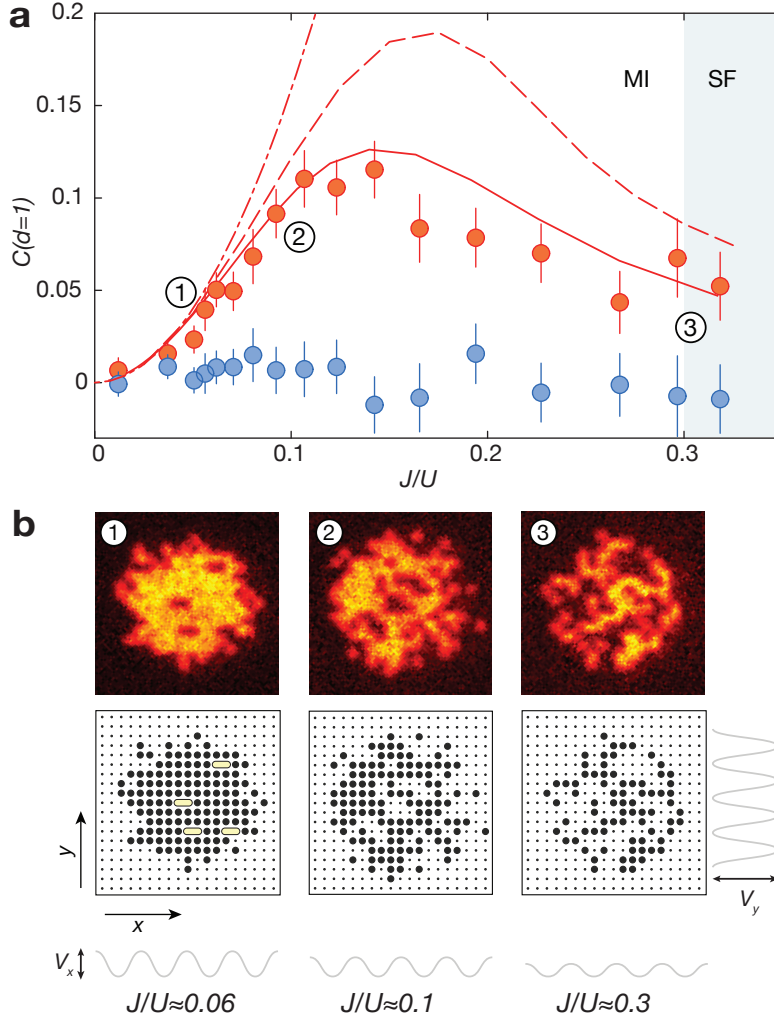 a
0.2
0.15
0.1
0.05
0
C(d=1)
MI
SF
1
2
3
0
0.1
0.2
0.3
J/U
b
1
2
3
y
x
V_y
V_x
J/U≈0.06
J/U≈0.1
J/U≈0.3